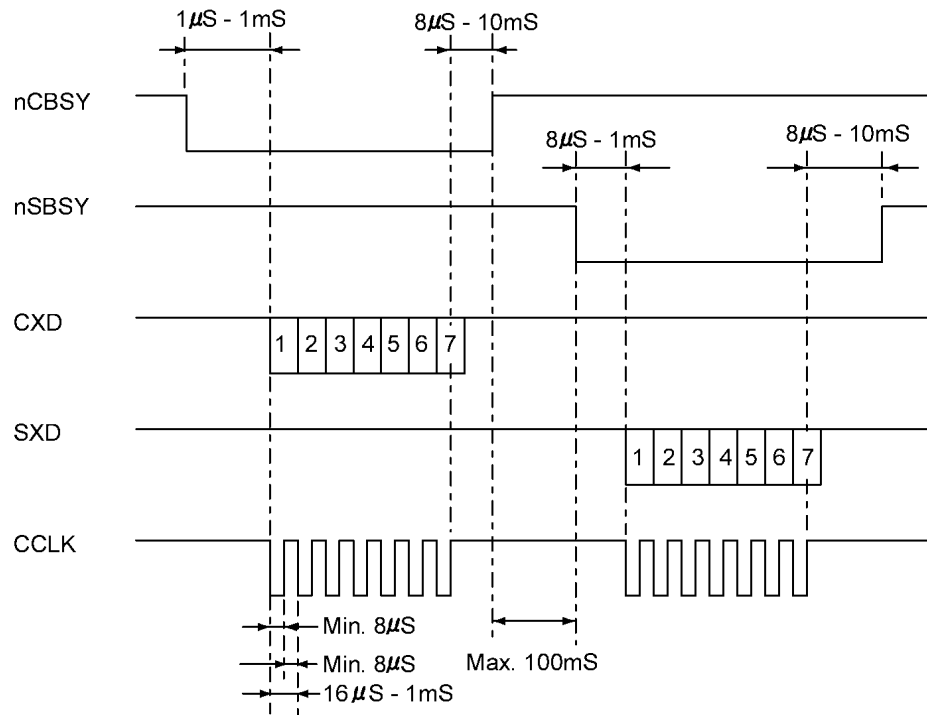 1μS - 1mS
8μS - 10mS
nCBSY
8μS - 1mS
8μS - 10mS
nSBSY
CXD
1 2 3 4 5 6 7
SXD
1 2 3 4 5 6 7
CCLK
Min. 8μS
Min. 8μS
Max. 100mS
16μS - 1mS